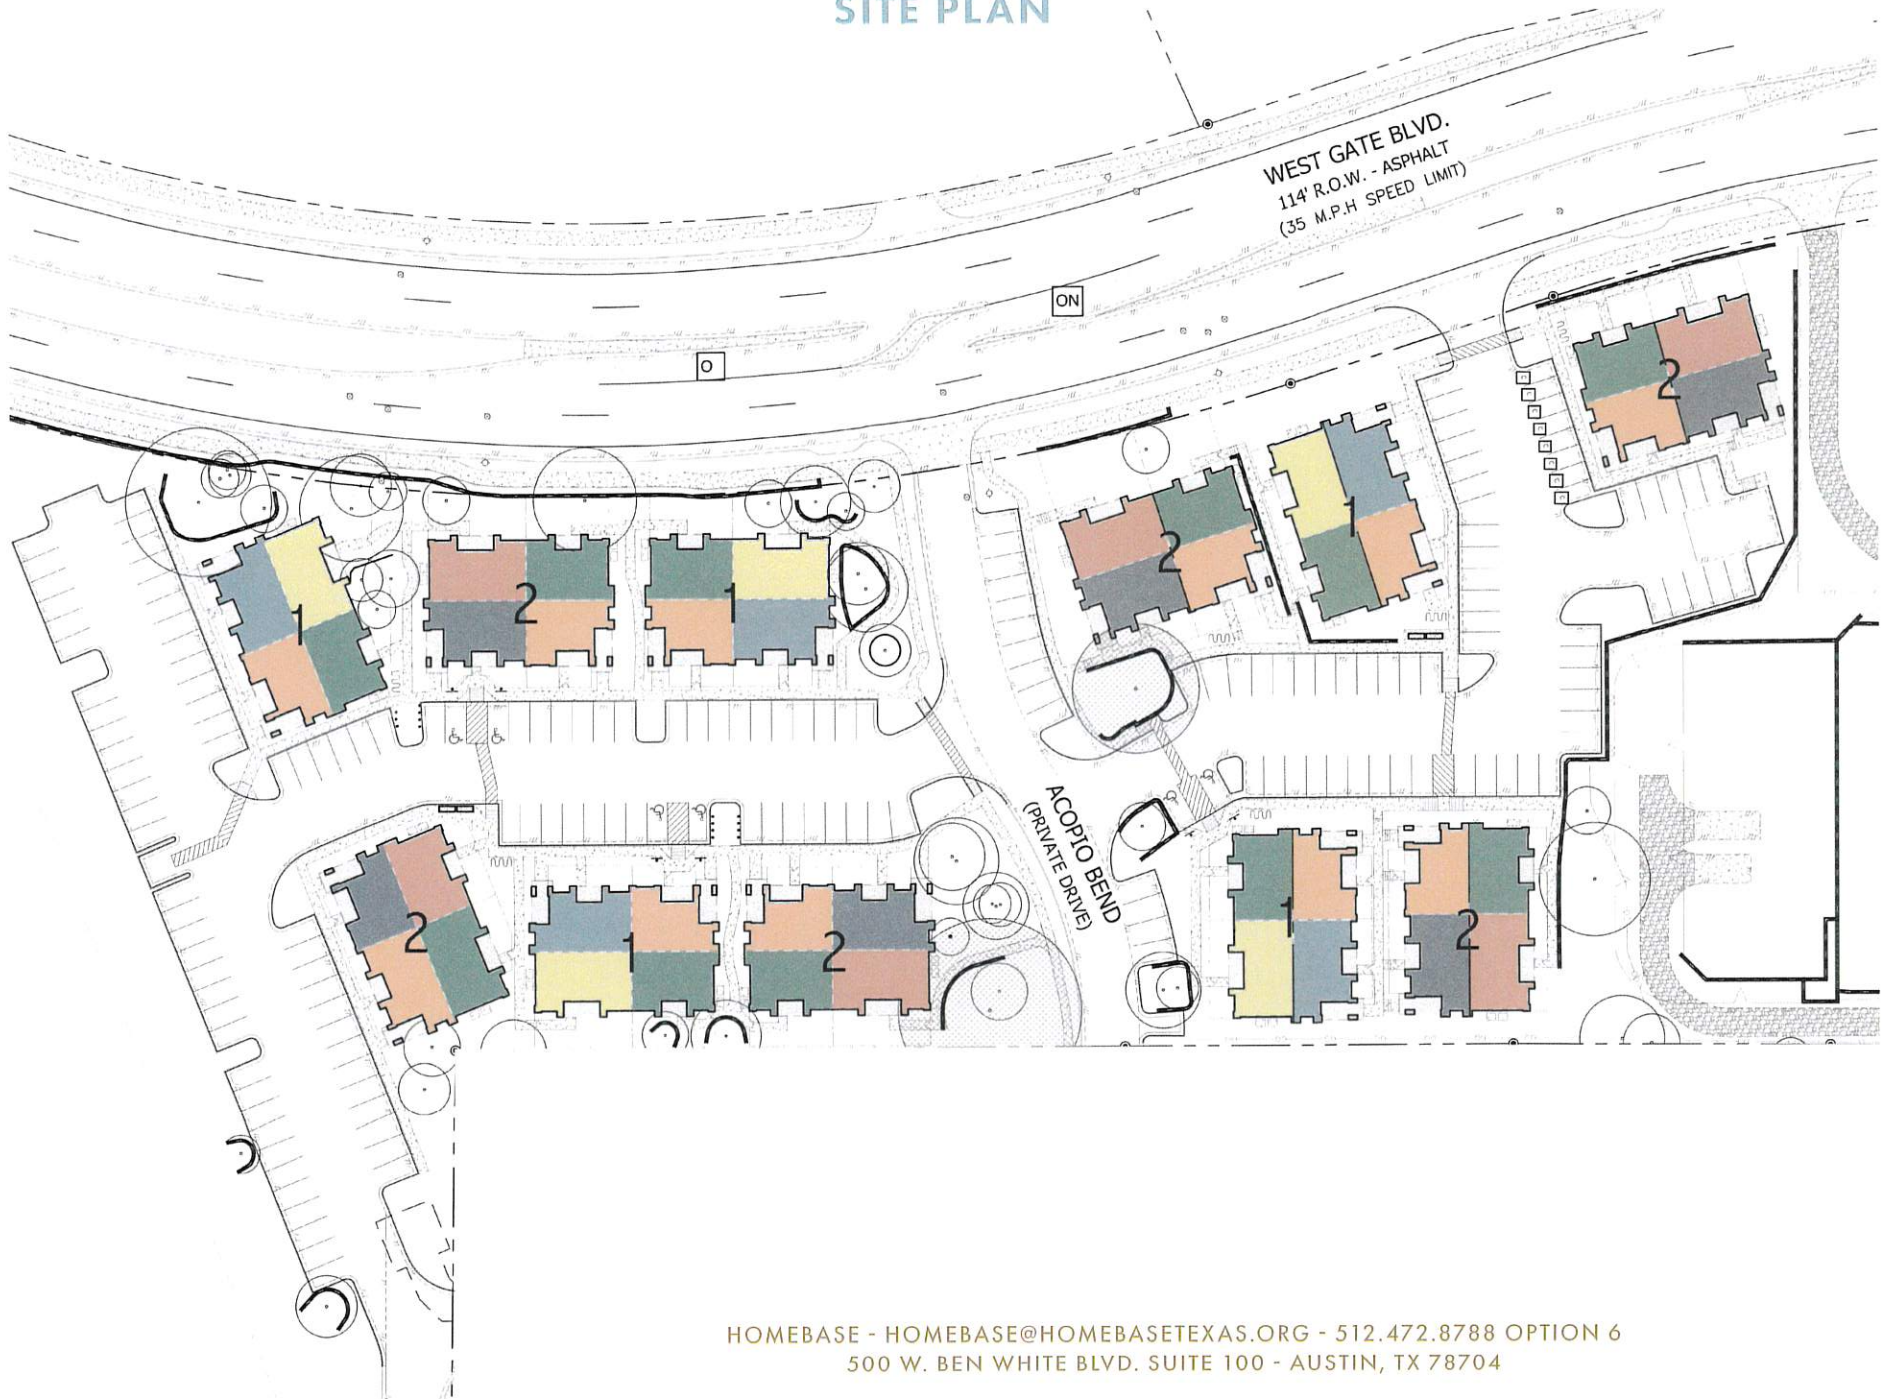 SITE PLAN
WEST GATE BLVD.
114' R.O.W. - ASPHALT
(35 M.P.H SPEED LIMIT)
ON
O
2
1
2
1
2
1
2
ACOPIO BEND
(PRIVATE DRIVE)
2
1
2
1
2
HOMEBASE - HOMEBASE@HOMEBASETEXAS.ORG - 512.472.8788 OPTION 6
500 W. BEN WHITE BLVD. SUITE 100 - AUSTIN, TX 78704